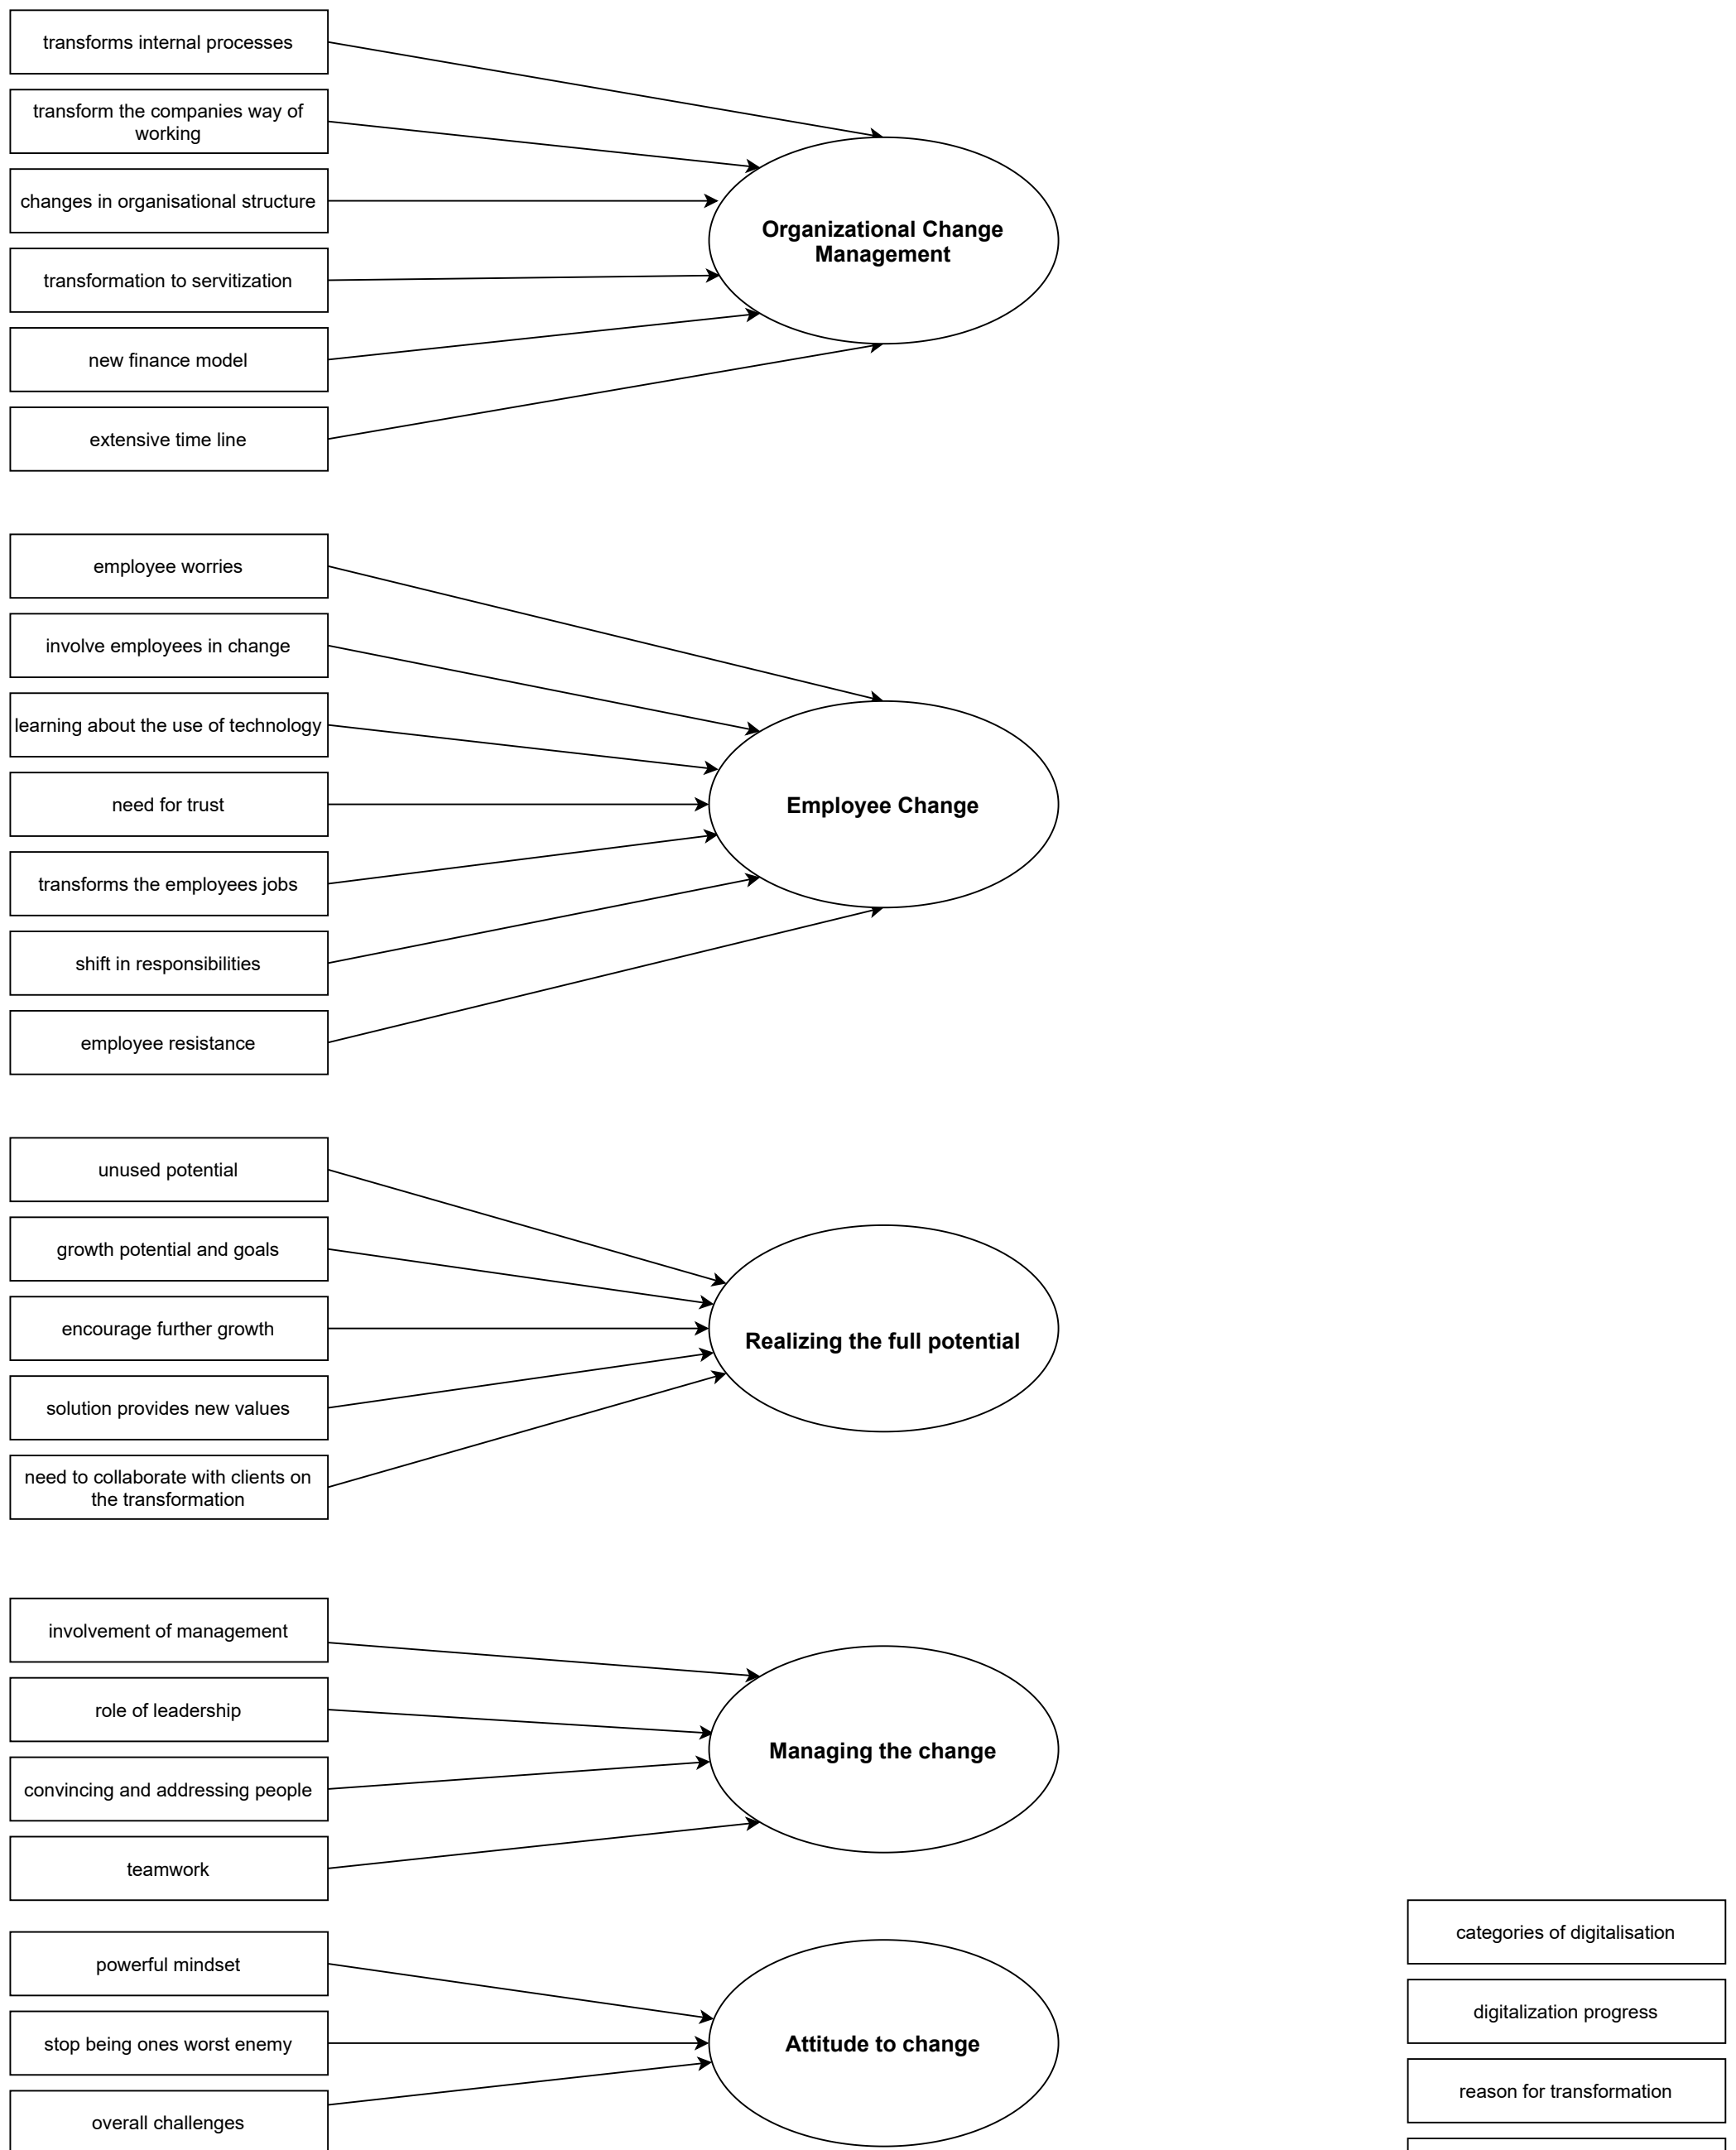 transforms internal processes
transform the companies way of
working
changes in organisational structure
transformation to servitization
new finance model
extensive time line
Organizational Change
Management
employee worries
involve employees in change
learning about the use of technology
need for trust
transforms the employees jobs
shift in responsibilities
employee resistance
Employee Change
unused potential
growth potential and goals
encourage further growth
solution provides new values
need to collaborate with clients on
the transformation
Realizing the full potential
involvement of management
role of leadership
convincing and addressing people
teamwork
Managing the change
powerful mindset
stop being ones worst enemy
overall challenges
Attitude to change
categories of digitalisation
digitalization progress
reason for transformation